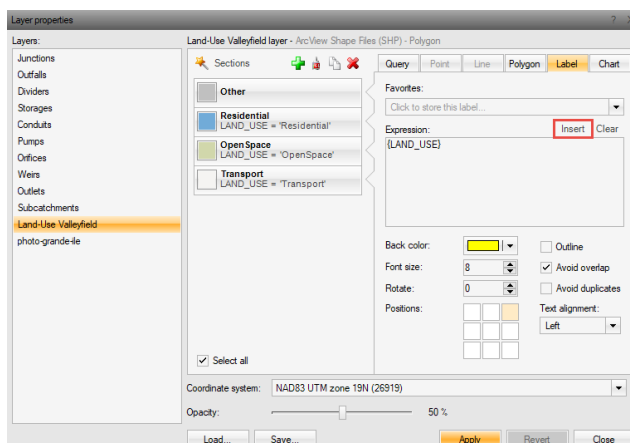 Layer properties
?
Layers:
Junctions
Outfalls
Dividers
Storages
Conduits
Pumps
Orifices
Weirs
Outlets
Subcatchments
Land-Use Valleyfield
photo-grande-ile
Land-Use Valleyfield layer - ArcView Shape Files (SHP) - Polygon
Sections
Other
Residential
LAND_USE = 'Residential'
OpenSpace
LAND_USE = 'OpenSpace'
Transport
LAND_USE = 'Transport'
Select all
Query Point Line Polygon Label Chart
Favorites:
Click to store this label...
Expression: Insert Clear
{LAND_USE}
Back color: Outline
Font size: 8 Avoid overlap
Rotate: 0 Avoid duplicates
Positions: Text alignment:
Left
Coordinate system: NAD83 UTM zone 19N (26919)
Opacity: 50 %
Load... Save... Apply Revert Close